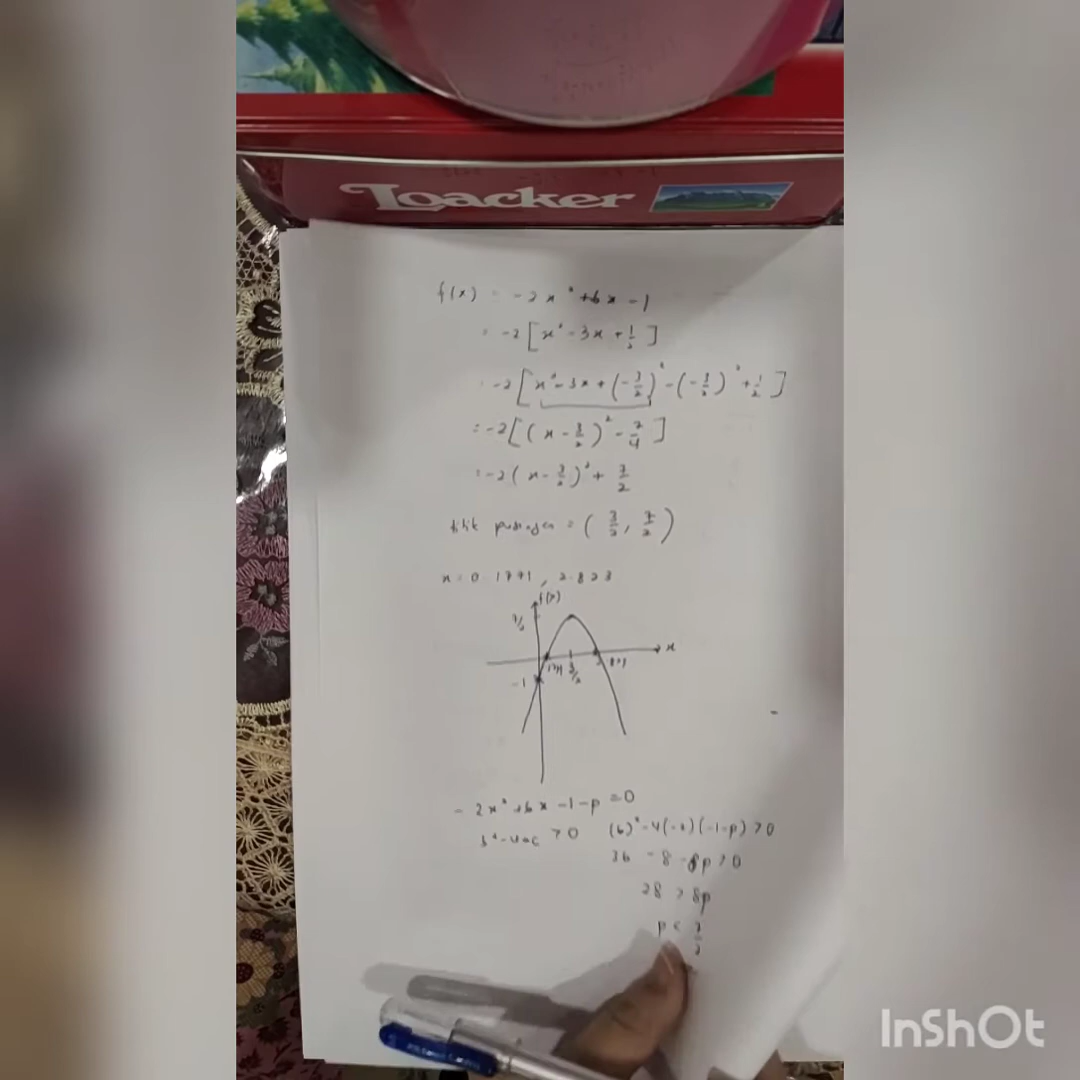 Loacker
f(x) = -2x² + 6x - 1
= -2[x² - 3x + 1/2]
= -2[x² - 3x + (-3/2)² - (-3/2)² + 1/2]
= -2[(x - 3/2)² - 7/4]
= -2(x - 3/2)² + 7/2
titik = (3/2, 7/2)
x = 0.1771, 2.823
f(x)
7/2
x
3/2
-1
-2x² + 6x - 1 - p = 0
b² - 4ac > 0 (6)² - 4(-2)(-1-p) > 0
36 - 8 - 8p > 0
28 > 8p
p < 7/2
InShOt